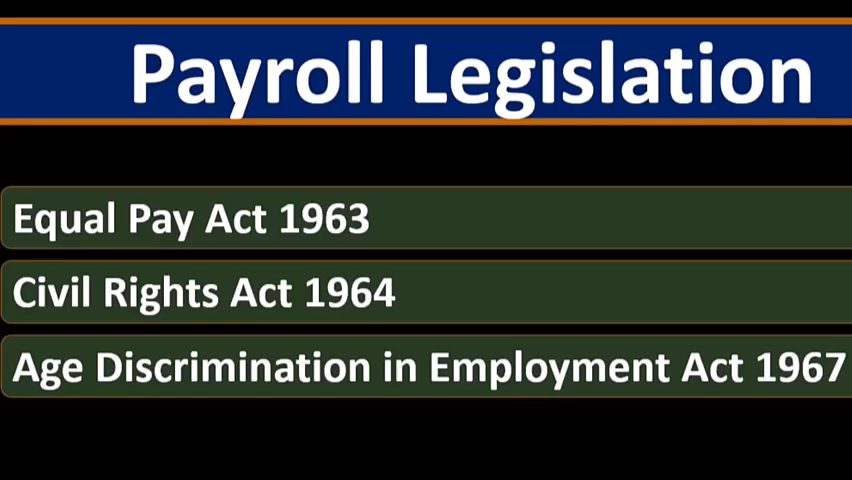 Payroll Legislation
Equal Pay Act 1963
Civil Rights Act 1964
Age Discrimination in Employment Act 1967